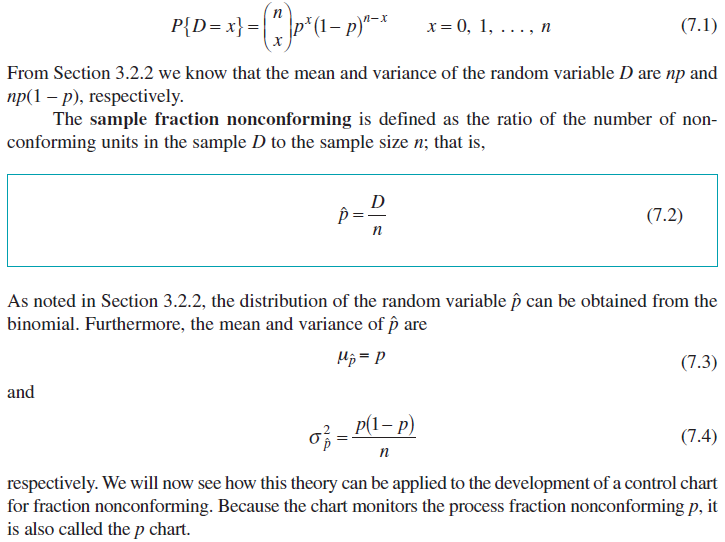 P{D = x} = (n x) p^x (1 − p)^{n−x}    x = 0, 1, . . . , n    (7.1)
From Section 3.2.2 we know that the mean and variance of the random variable D are np and
np(1 − p), respectively.
The sample fraction nonconforming is defined as the ratio of the number of non-
conforming units in the sample D to the sample size n; that is,
p̂ = D/n    (7.2)
As noted in Section 3.2.2, the distribution of the random variable p̂ can be obtained from the
binomial. Furthermore, the mean and variance of p̂ are
μ_p̂ = p    (7.3)
and
σ²_p̂ = p(1 − p)/n    (7.4)
respectively. We will now see how this theory can be applied to the development of a control chart
for fraction nonconforming. Because the chart monitors the process fraction nonconforming p, it
is also called the p chart.